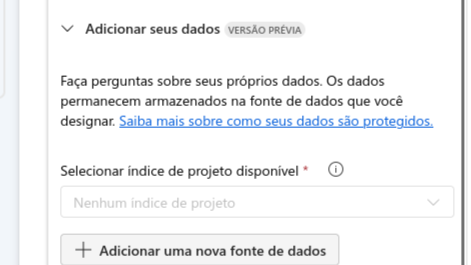 Adicionar seus dados VERSÃO PRÉVIA
Faça perguntas sobre seus próprios dados. Os dados
permanecem armazenados na fonte de dados que você
designar. Saiba mais sobre como seus dados são protegidos.
Selecionar índice de projeto disponível *
Nenhum índice de projeto
+ Adicionar uma nova fonte de dados